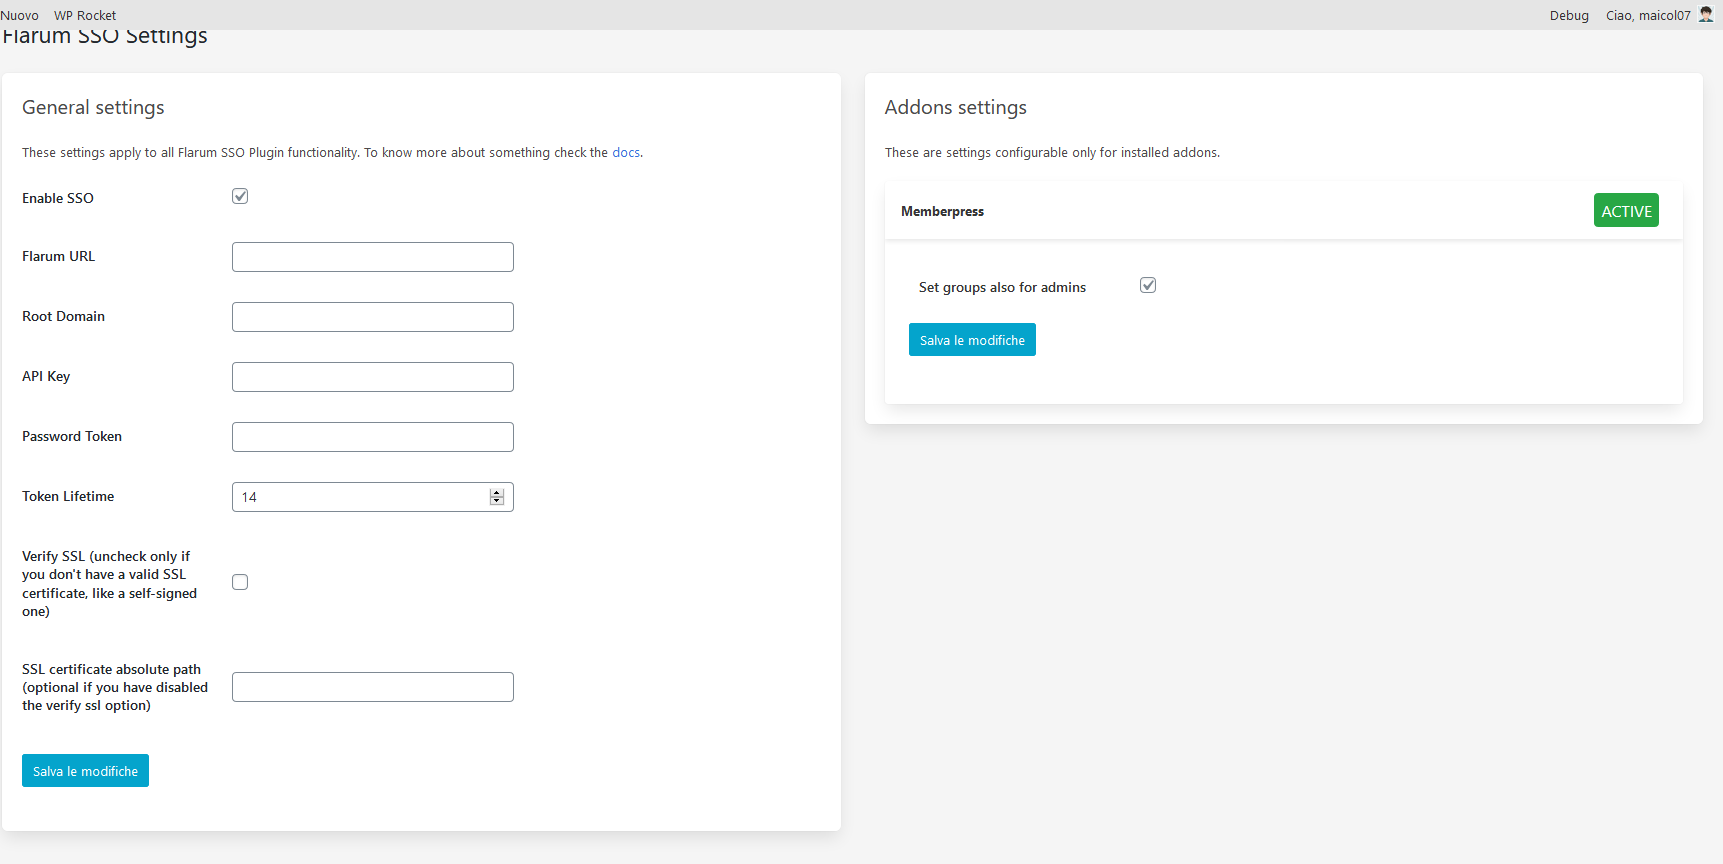 Nuovo WP Rocket Debug Ciao, maicol07
Flarum SSO Settings
General settings
These settings apply to all Flarum SSO Plugin functionality. To know more about something check the docs.
Enable SSO
Flarum URL
Root Domain
API Key
Password Token
Token Lifetime 14
Verify SSL (uncheck only if
you don't have a valid SSL
certificate, like a self-signed
one)
SSL certificate absolute path
(optional if you have disabled
the verify ssl option)
Salva le modifiche
Addons settings
These are settings configurable only for installed addons.
Memberpress ACTIVE
Set groups also for admins
Salva le modifiche